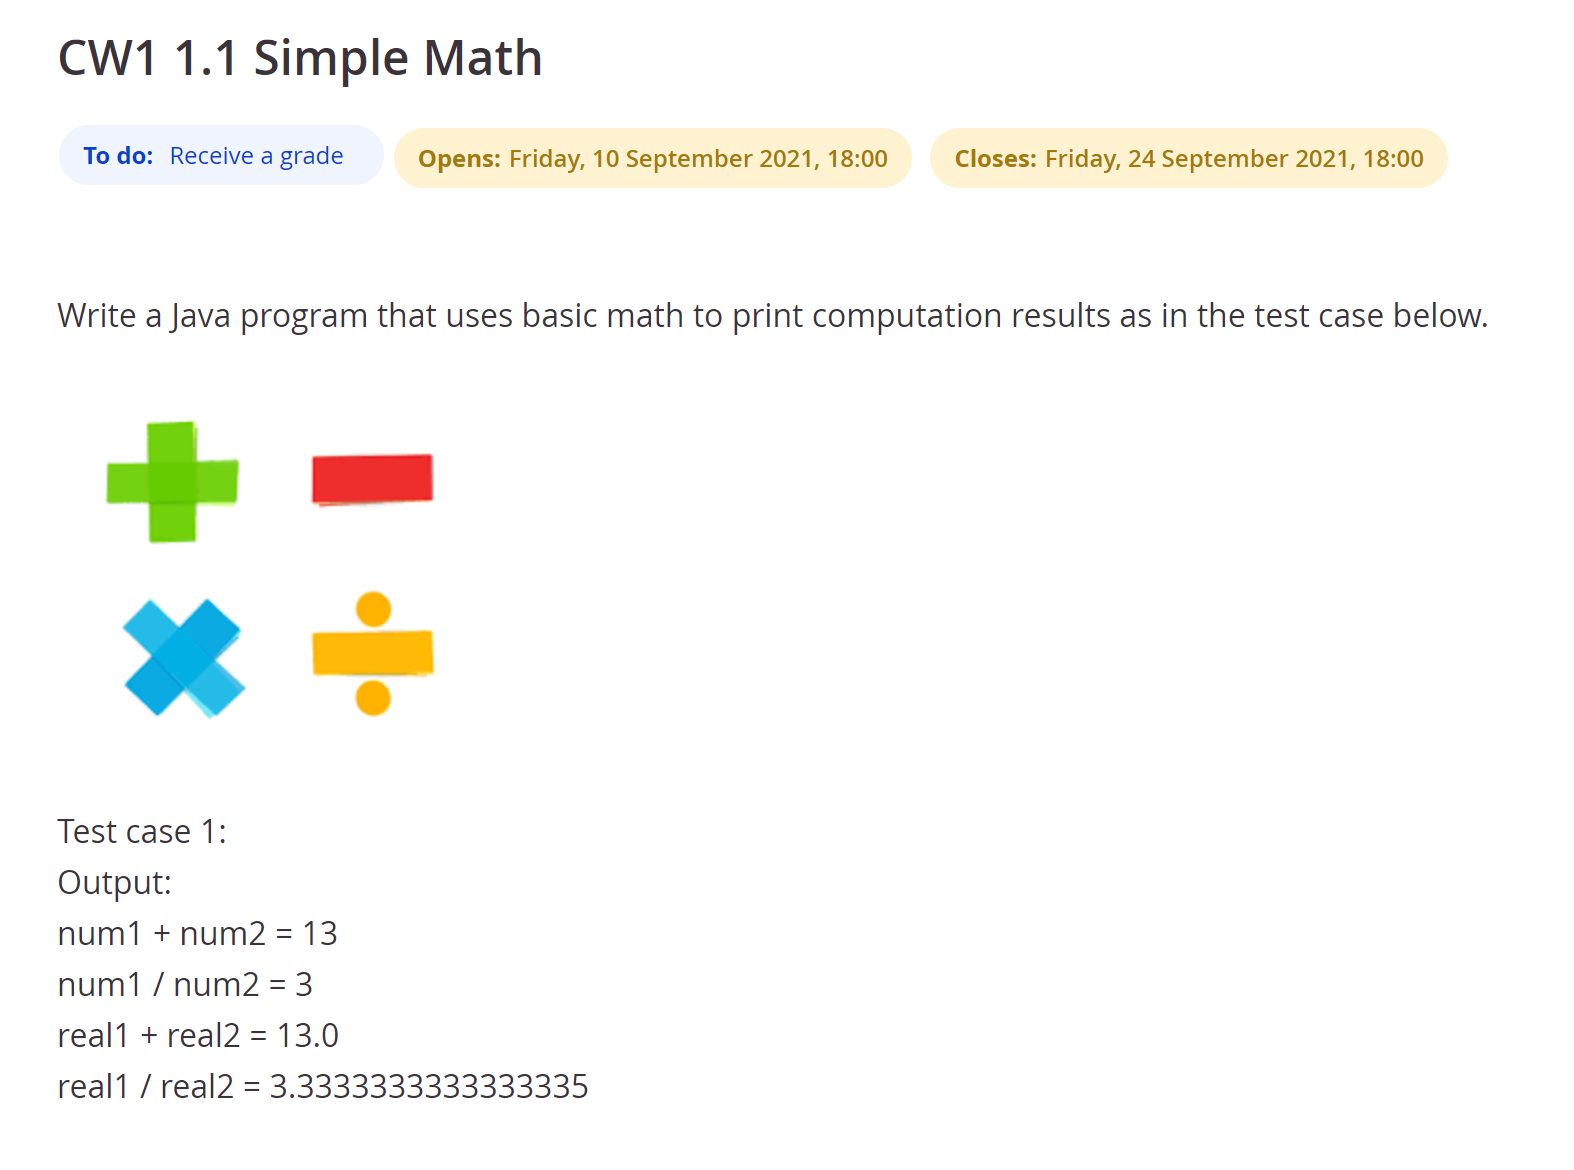 CW1 1.1 Simple Math
To do: Receive a grade
Opens: Friday, 10 September 2021, 18:00
Closes: Friday, 24 September 2021, 18:00
Write a Java program that uses basic math to print computation results as in the test case below.
Test case 1:
Output:
num1 + num2 = 13
num1 / num2 = 3
real1 + real2 = 13.0
real1 / real2 = 3.3333333333333335